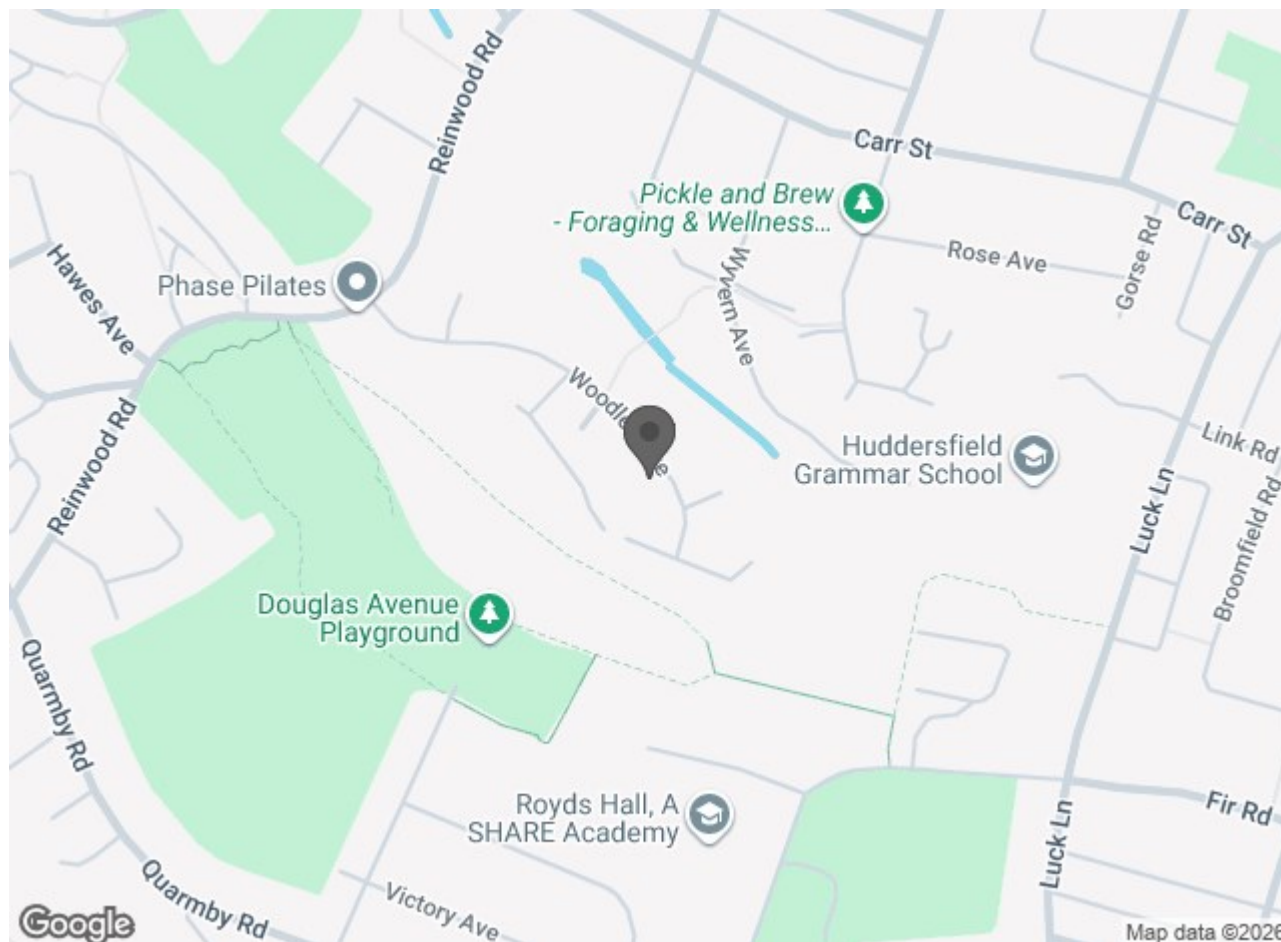 Reinwood Rd
Carr St
Pickle and Brew
- Foraging & Wellness...
Carr St
Gorse Rd
Rose Ave
Hawes Ave
Phase Pilates
Wyvern Ave
Woodle
e
Reinwood Rd
Huddersfield
Grammar School
Link Rd
Luck Ln
Broomfield Rd
Douglas Avenue
Playground
Quarmby Rd
Royds Hall, A
SHARE Academy
Fir Rd
Luck Ln
Quarmby Rd
Victory Ave
Google
Map data ©2026